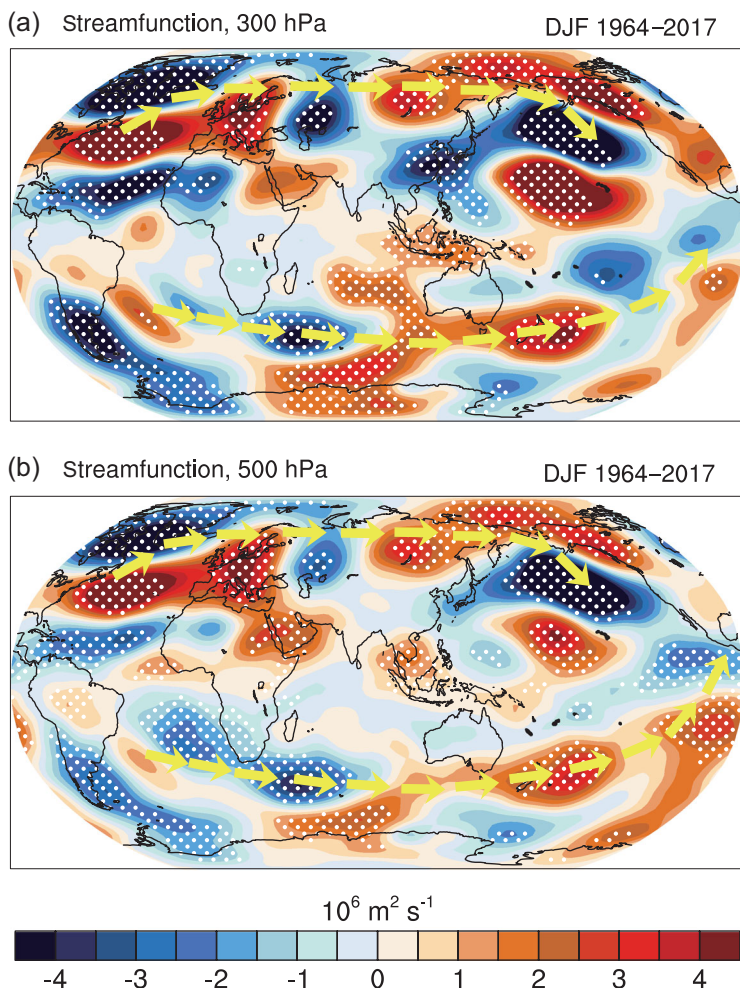 (a) Streamfunction, 300 hPa DJF 1964–2017
(b) Streamfunction, 500 hPa DJF 1964–2017
10⁶ m² s⁻¹
-4 -3 -2 -1 0 1 2 3 4